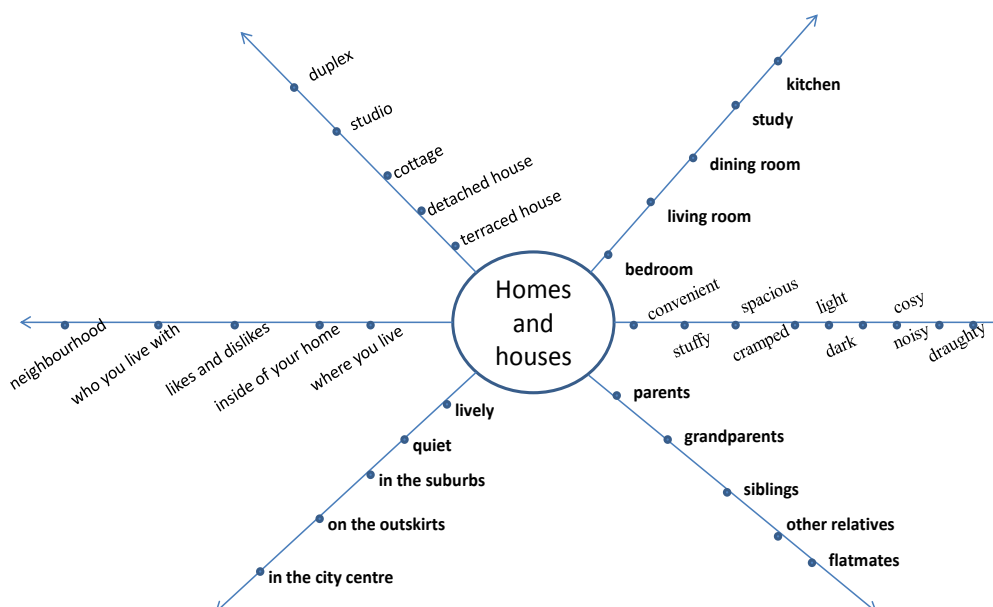 duplex
studio
cottage
detached house
terraced house
kitchen
study
dining room
living room
bedroom
Homes
and
houses
neighbourhood
who you live with
likes and dislikes
inside of your home
where you live
convenient
spacious
light
cosy
stuffy
cramped
dark
noisy
draughty
lively
quiet
in the suburbs
on the outskirts
in the city centre
parents
grandparents
siblings
other relatives
flatmates